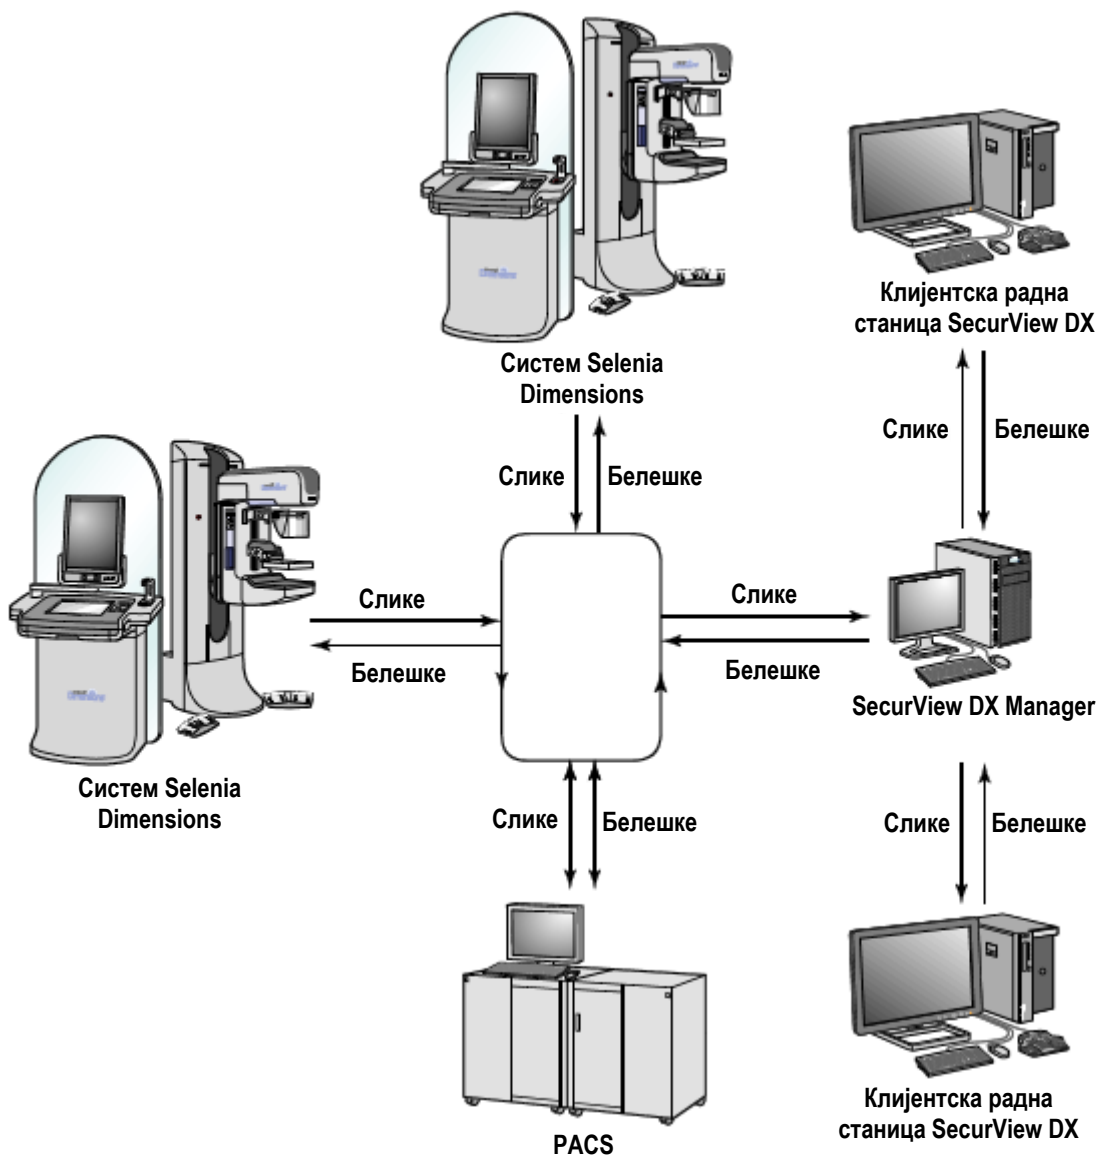 Клијентска радна
станица SecurView DX
Систем Selenia
Dimensions
Слике
Белешке
Слике
Белешке
Слике
Белешке
Слике
Белешке
SecurView DX Manager
Систем Selenia
Dimensions
Слике
Белешке
Слике
Белешке
Клијентска радна
станица SecurView DX
PACS